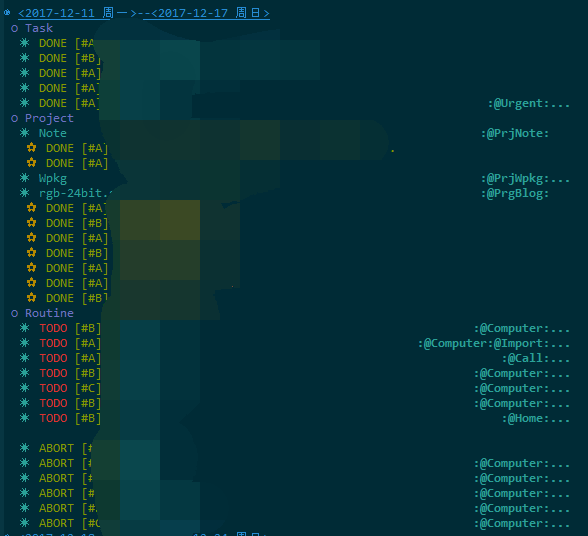 <2017-12-11 周一>--<2017-12-17 周日>
Task
DONE [#A
DONE [#B]
DONE [#A]
DONE [#A]
DONE [#A] :@Urgent:...
Project
Note :@PrjNote:
DONE [#A]
DONE [#A]
Wpkg :@PrjWpkg:...
rgb-24bit. :@PrgBlog:
DONE [#A]
DONE [#B]
DONE [#A]
DONE [#B]
DONE [#A]
DONE [#A]
DONE [#B]
Routine
TODO [#B] :@Computer:...
TODO [#A] :@Computer:@Import:...
TODO [#A] :@Call:...
TODO [#B] :@Computer:...
TODO [#C] :@Computer:...
TODO [#B] :@Computer:...
TODO [#B] :@Home:...
ABORT [#
ABORT [# :@Computer:...
ABORT [# :@Computer:...
ABORT [# :@Computer:...
ABORT [# :@Computer:...
ABORT [# :@Computer:...